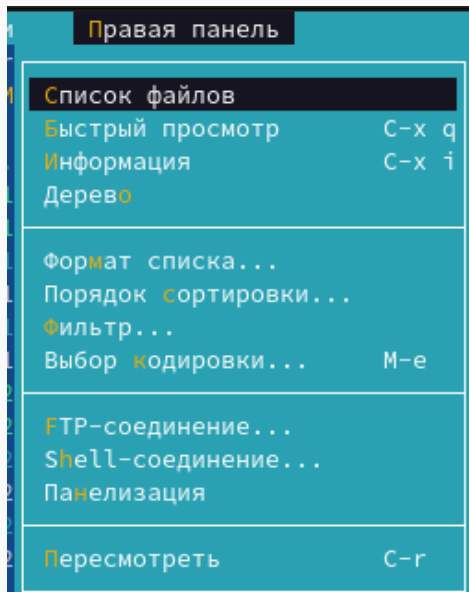 Правая панель
Список файлов
Быстрый просмотр C-x q
Информация C-x i
Дерево
Формат списка...
Порядок сортировки...
Фильтр...
Выбор кодировки... M-e
FTP-соединение...
Shell-соединение...
Панелизация
Пересмотреть C-r